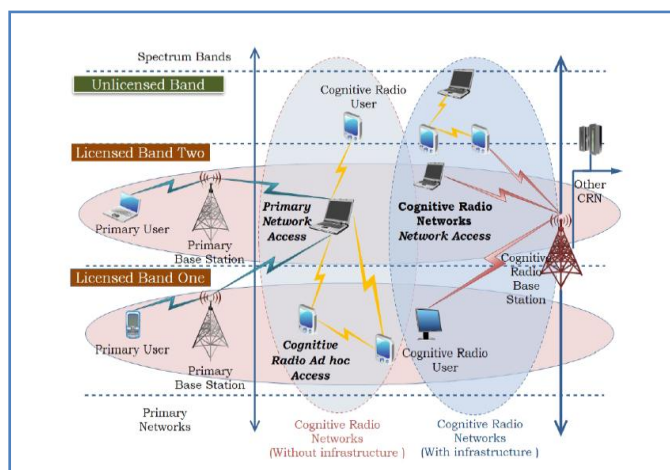 Spectrum Bands
Unlicensed Band
Cognitive Radio
User
Licensed Band Two
Primary User
Primary
Base Station
Primary
Network
Access
Cognitive Radio
Networks
Network Access
Other
CRN
Cognitive
Radio Base
Station
Licensed Band One
Primary User
Primary
Base Station
Cognitive
Radio Ad hoc
Access
Cognitive Radio
User
Primary
Networks
Cognitive Radio
Networks
(Without infrastructure )
Cognitive Radio
Networks
(With infrastructure )